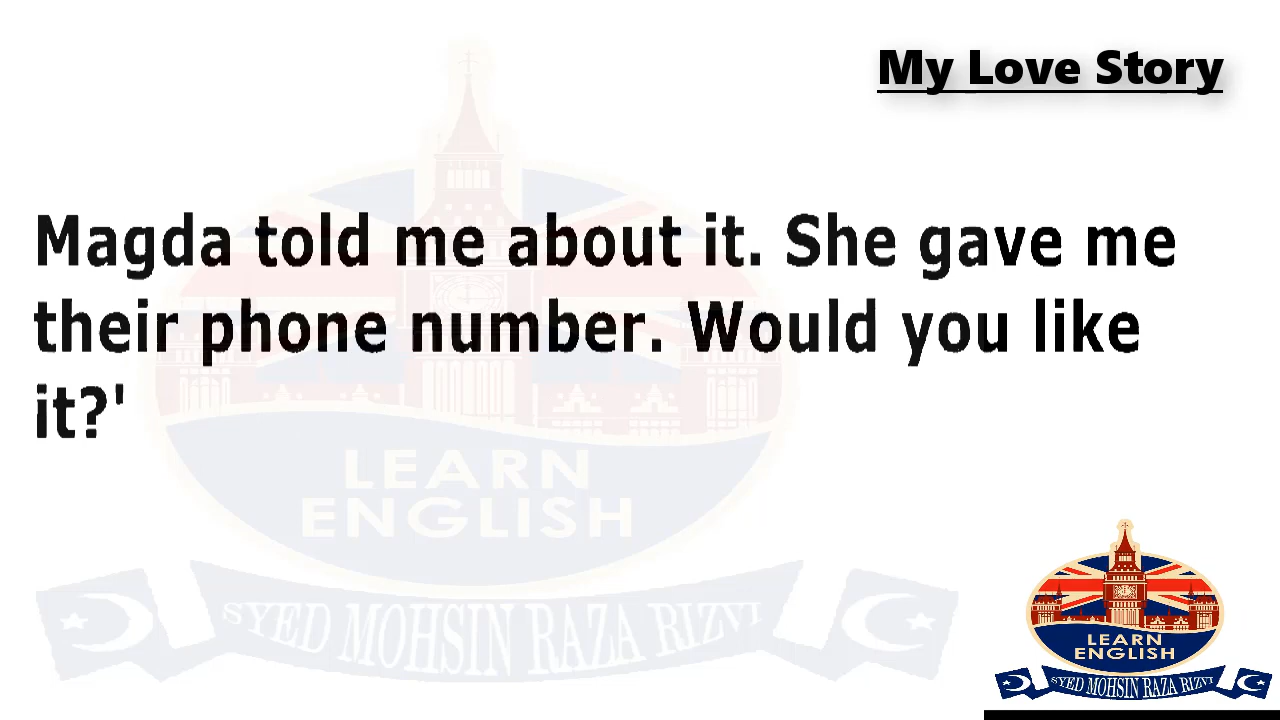 My Love Story
Magda told me about it. She gave me
their phone number. Would you like
it?'
LEARN
ENGLISH
SYED MOHSIN RAZA RIZVI
LEARN
ENGLISH
SYED MOHSIN RAZA RIZVI